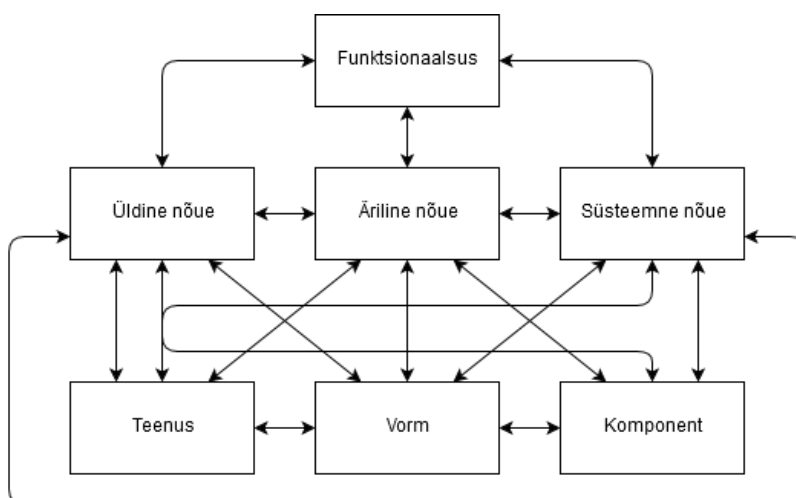 Funktsionaalsus
Üldine nõue
Äriline nõue
Süsteemne nõue
Teenus
Vorm
Komponent